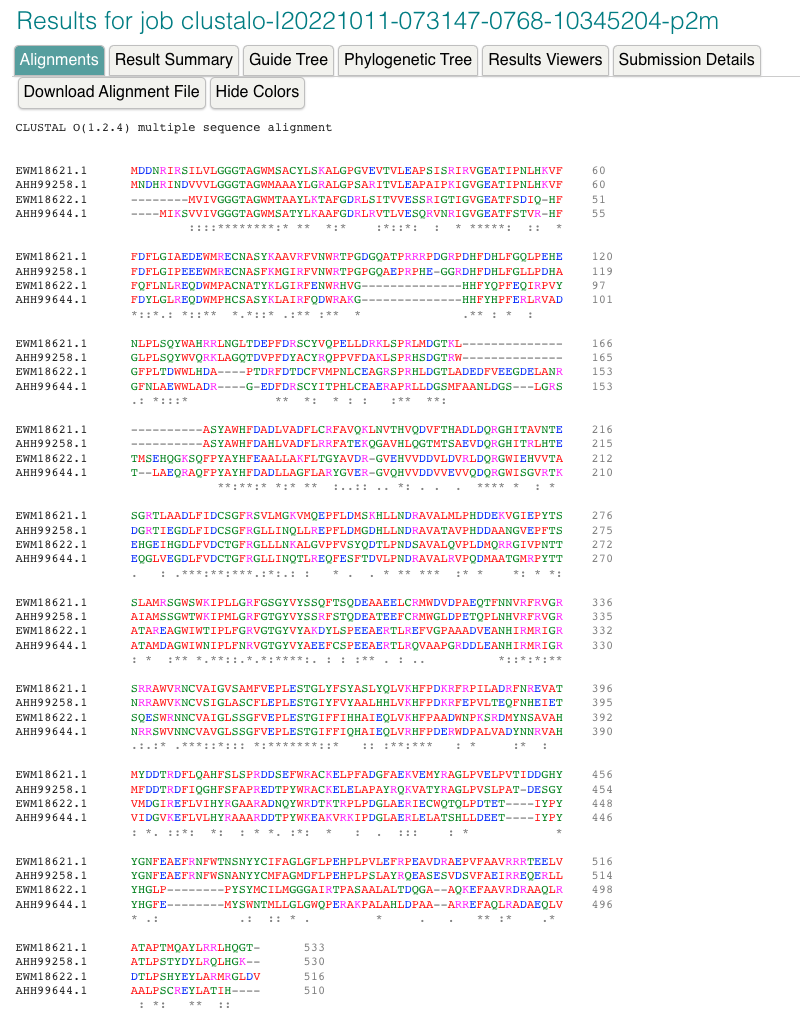 Results for job clustalo-I20221011-073147-0768-10345204-p2m
Alignments Result Summary Guide Tree Phylogenetic Tree Results Viewers Submission Details
Download Alignment File Hide Colors
CLUSTAL O(1.2.4) multiple sequence alignment
EWM18621.1 MDDNRIRSILVLGGGTAGWMSACYLSKALGPGVEVTVLEAPSISRIRVGEATIPNLHKVF 60
AHH99258.1 MNDHRINDVVVLGGGTAGWMAAAYLGRALGPSARITVLEAPAIPKIGVGEATIPNLHKVF 60
EWM18622.1 --------MVIVGGGTAGWMTAAYLKTAFGDRLSITVVESSRIGTIGVGEATFSDIQ-HF 51
AHH99644.1 ----MIKSVVIVGGGTAGWMSATYLKAAFGDRLRVTLVESQRVNRIGVGEATFSTVR-HF 55
::::*********:* ** *:* :*::*: : * *****: : *
EWM18621.1 FDFLGIAEDEWMRECNASYKAAVRFVNWRTPGDGQATPRRRPDGRPDHFDHLFGQLPEHE 120
AHH99258.1 FDFLGIPEEEWMRECNASFKMGIRFVNWRTPGPGQAEPRPHE-GGRDHFDHLFGLLPDHA 119
EWM18622.1 FQFLNLREQDWMPACNATYKLGIRFENWRHVG--------------HHFYQPFEQIRPVY 97
AHH99644.1 FDYLGLREQDWMPHCSASYKLAIRFQDWRAKG--------------HHFYHPFERLRVAD 101
*::*.: *::** *.*::* .:** :** * .** : * :
EWM18621.1 NLPLSQYWAHRRLNGLTDEPFDRSCYVQPELLDRKLSPRLMDGTKL-------------- 166
AHH99258.1 GLPLSQYWVQRKLAGQTDVPFDYACYRQPPVFDAKLSPRHSDGTRW-------------- 165
EWM18622.1 GFPLTDWWLHDA----PTDRFDTDCFVMPNLCEAGRSPRHLDGTLADEDFVEEGDELANR 153
AHH99644.1 GFNLAEWWLADR----G-EDFDRSCYITPHLCEAERAPRLLDGSMFAANLDGS---LGRS 153
.: *:::* ** *: * : : :** **:
EWM18621.1 ----------ASYAWHFDADLVADFLCRFAVQKLNVTHVQDVFTHADLDQRGHITAVNTE 216
AHH99258.1 ----------ASYAWHFDAHLVADFLRRFATEKQGAVHLQGTMTSAEVDQRGHITRLHTE 215
EWM18622.1 TMSEHQGKSQFPYAYHFEAALLAKFLTGYAVDR-GVEHVVDDVLDVRLDQRGWIEHVVTA 212
AHH99644.1 T--LAEQRAQFPYAYHFDADLLAGFLARYGVER-GVQHVVDDVVEVVQDQRGWISGVRTK 210
**:**:* *:* ** :..:: .. *: . . . **** * : *
EWM18621.1 SGRTLAADLFIDCSGFRSVLMGKVMQEPFLDMSKHLLNDRAVALMLPHDDEKVGIEPYTS 276
AHH99258.1 DGRTIEGDLFIDCSGFRGLLINQLLREPFLDMGDHLLNDRAVATAVPHDDAANGVEPFTS 275
EWM18622.1 EHGEIHGDLFVDCTGFRGLLLNKALGVPFVSYQDTLPNDSAVALQVPLDMQRRGIVPNTT 272
AHH99644.1 EQGLVEGDLFVDCTGFRGLLINQTLREQFESFTDVLPNDRAVALRVPQDMAATGMRPYTT 270
. : .***:**:***.:*:.: : * . . * ** *** :* * *: * *:
EWM18621.1 SLAMRSGWSWKIPLLGRFGSGYVYSSQFTSQDEAAEELCRMWDVDPAEQTFNNVRFRVGR 336
AHH99258.1 AIAMSSGWTWKIPMLGRFGTGYVYSSRFSTQDEATEEFCRMWGLDPETQPLNHVRFRVGR 335
EWM18622.1 ATAREAGWIWTIPLFGRVGTGYVYAKDYLSPEEAERTLREFVGPAAADVEANHIRMRIGR 332
AHH99644.1 ATAMDAGWIWNIPLFNRVGTGYVYAEEFCSPEEAERTLRQVAAPGRDDLEANHIRMRIGR 330
: * :** *.**::.*.*:****:. : : :** . : .. *::*:*:**
EWM18621.1 SRRAWVRNCVAIGVSAMFVEPLESTGLYFSYASLYQLVKHFPDKRFRPILADRFNREVAT 396
AHH99258.1 NRRAWVKNCVSIGLASCFLEPLESTGIYFVYAALHHLVKHFPDKRFEPVLTEQFNHEIET 395
EWM18622.1 SQESWRNNCVAIGLSSGFVEPLESTGIFFIHHAIEQLVKHFPAADWNPKSRDMYNSAVAH 392
AHH99644.1 NRRSWVNNCVAVGLSSGFVEPLESTGIFFIQHAIEQLVRHFPDERWDPALVADYNNRVAH 390
.:.:* .***::*:: *:*******::* :: :**:*** : * :* :
EWM18621.1 MYDDTRDFLQAHFSLSPRDDSEFWRACKELPFADGFAEKVEMYRAGLPVELPVTIDDGHY 456
AHH99258.1 MFDDTRDFIQGHFSFAPREDTPYWRACKELELAPAYRQKVATYRAGLPVSLPAT-DESGY 454
EWM18622.1 VMDGIREFLVIHYRGAARADNQYWRDTKTRPLPDGLAERIECWQTQLPDTET----IYPY 448
AHH99644.1 VIDGVKEFLVLHYRAAARDDTPYWKEAKVRKIPDGLAERLELATSHLLDEET----IYPY 446
: *. ::*: *: : * *. :*: * : . ::: : * *
EWM18621.1 YGNFEAEFRNFWTNSNYYCIFAGLGFLPEHPLPVLEFRPEAVDRAEPVFAAVRRRTEELV 516
AHH99258.1 YGNFEAEFRNFWSNANYYCMFAGMDFLPEHPLPSLAYRQEASESVDSVFAEIRREQERLL 514
EWM18622.1 YHGLP--------PYSYMCILMGGGAIRTPASAALALTDQGA--AQKEFAAVRDRAAQLR 498
AHH99644.1 YHGFE--------MYSWNTMLLGLGWQPERAKPALAHLDPAA--ARREFAQLRADAEQLV 496
* .: .: :: * . * . . ** :* .*
EWM18621.1 ATAPTMQAYLRRLHQGT- 533
AHH99258.1 ATLPSTYDYLRQLHGK-- 530
EWM18622.1 DTLPSHYEYLARMRGLDV 516
AHH99644.1 AALPSCREYLATIH---- 510
: *: ** ::